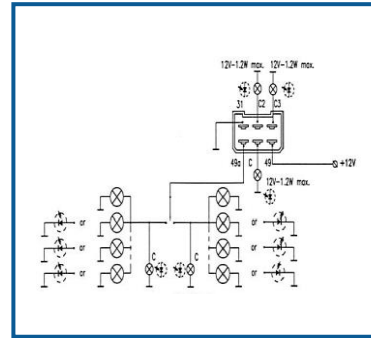 12V-1.2W max. 12V-1.2W max.
31 C2 C3
49a C 49 +12V
12V-1.2W max.
or or
or or
C C
or or